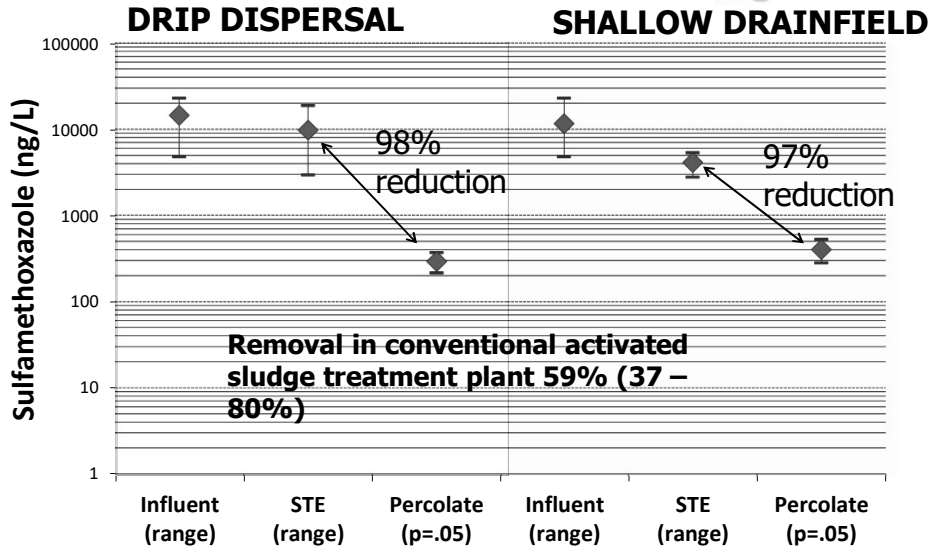 DRIP DISPERSAL
SHALLOW DRAINFIELD
Sulfamethoxazole (ng/L)
100000
10000
1000
100
10
1
98%
reduction
97%
reduction
Removal in conventional activated
sludge treatment plant 59% (37 –
80%)
Influent
(range)
STE
(range)
Percolate
(p=.05)
Influent
(range)
STE
(range)
Percolate
(p=.05)